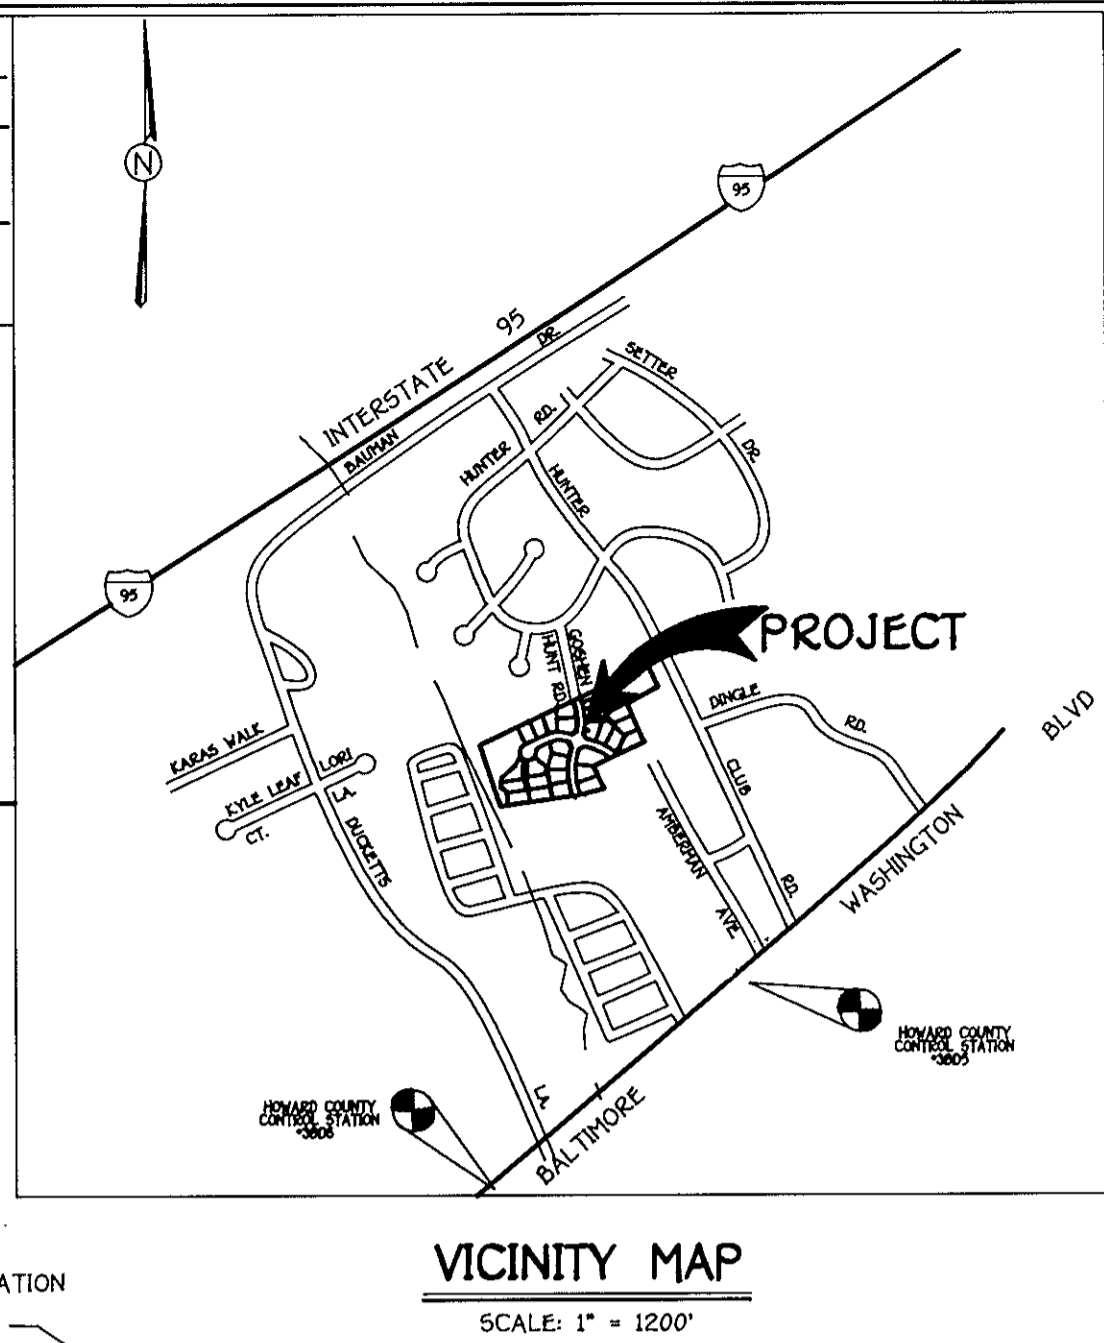 N
95
INTERSTATE 95
BAUMAN DR.
SETTER DR.
HUNTER RD.
HUNTER CLUB RD.
95
GOSHEN
HUNT RD.
PROJECT
DINGLE RD.
KARAS WALK
KYLE LEAF CT.
LORI LA.
DUCKETTS LA.
AMBERMAN AVE.
BALTIMORE WASHINGTON BLVD
HOWARD COUNTY
CONTROL STATION
HOWARD COUNTY
CONTROL STATION
VICINITY MAP
SCALE: 1" = 1200'
ATION